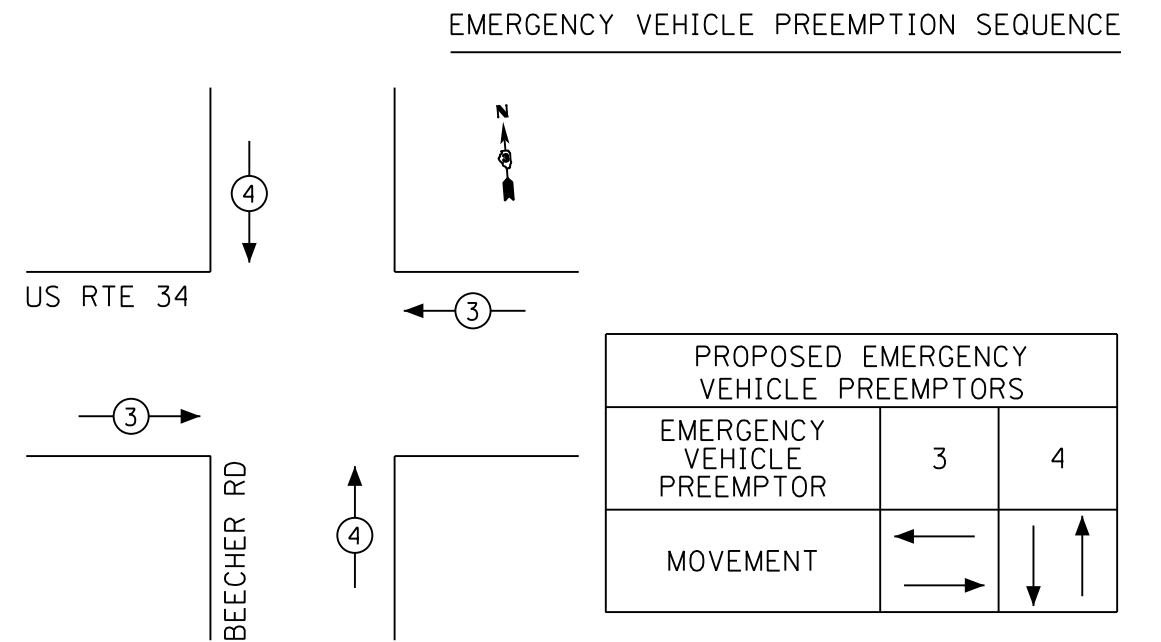 EMERGENCY VEHICLE PREEMPTION SEQUENCE
N
4
US RTE 34
3
3
4
BEECHER RD
PROPOSED EMERGENCY
VEHICLE PREEMPTORS
EMERGENCY
VEHICLE
PREEMPTOR
3
4
MOVEMENT